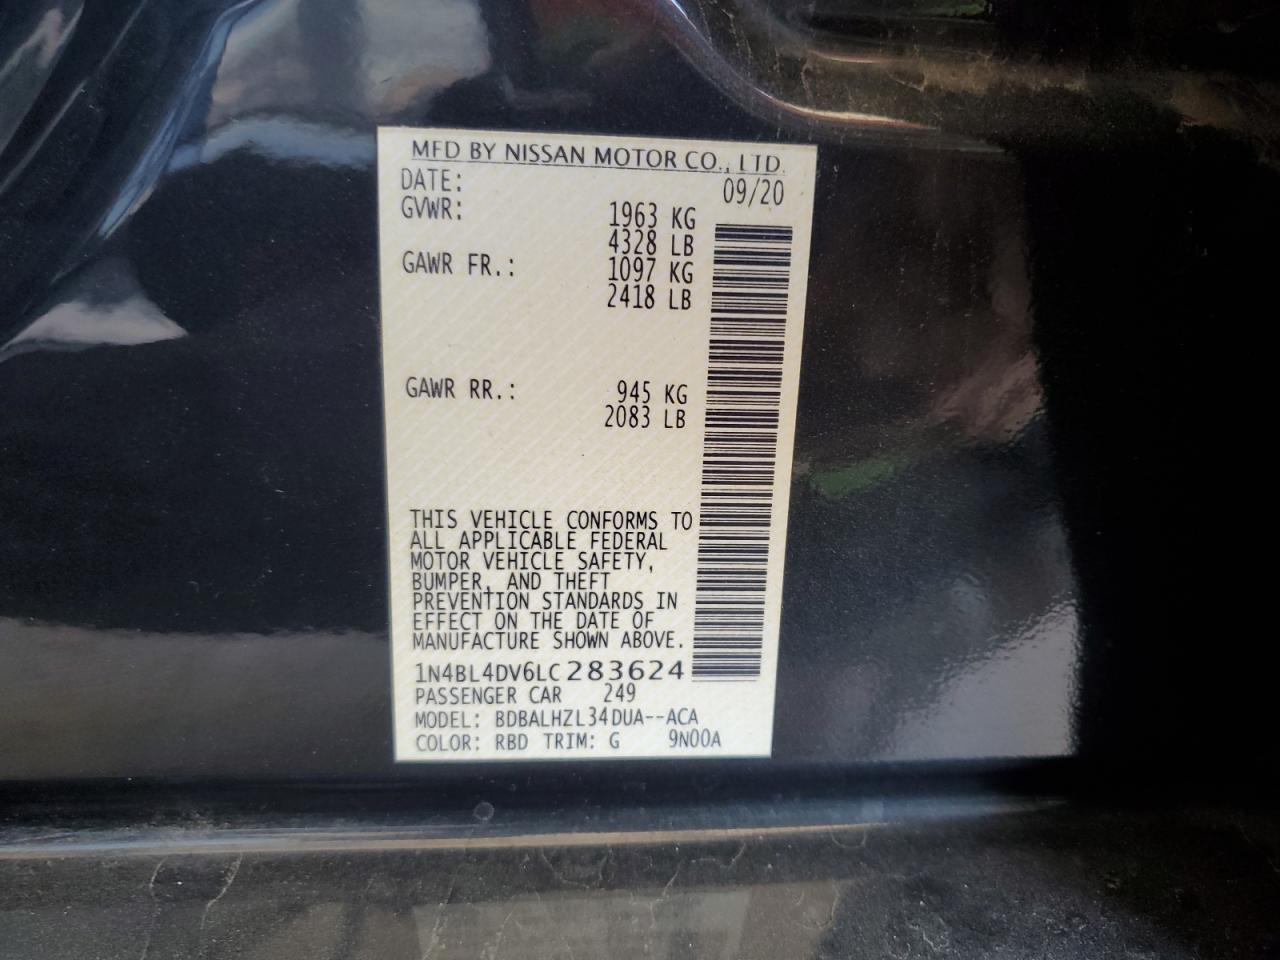 MFD BY NISSAN MOTOR CO., LTD.
DATE: 09/20
GVWR: 1963 KG
4328 LB
GAWR FR.: 1097 KG
2418 LB
GAWR RR.: 945 KG
2083 LB
THIS VEHICLE CONFORMS TO
ALL APPLICABLE FEDERAL
MOTOR VEHICLE SAFETY,
BUMPER, AND THEFT
PREVENTION STANDARDS IN
EFFECT ON THE DATE OF
MANUFACTURE SHOWN ABOVE.
1N4BL4DV6LC283624
PASSENGER CAR 249
MODEL: BDBALHZL34DUA--ACA
COLOR: RBD TRIM: G 9N00A